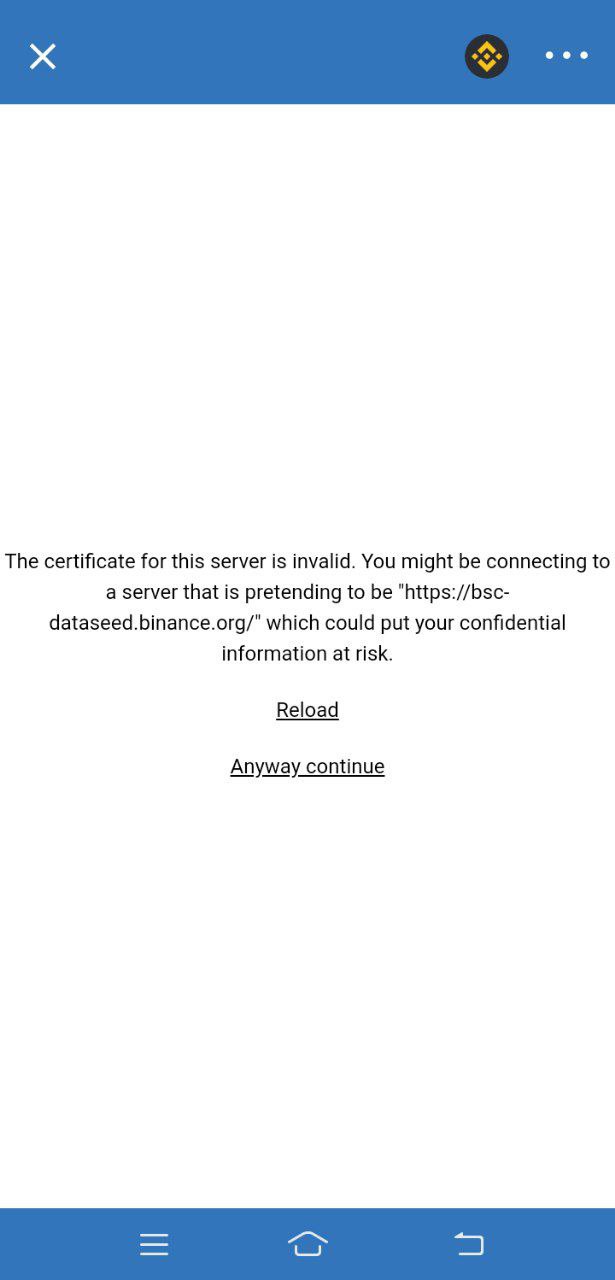 The certificate for this server is invalid. You might be connecting to
a server that is pretending to be "https://bsc-
dataseed.binance.org/" which could put your confidential
information at risk.
Reload
Anyway continue